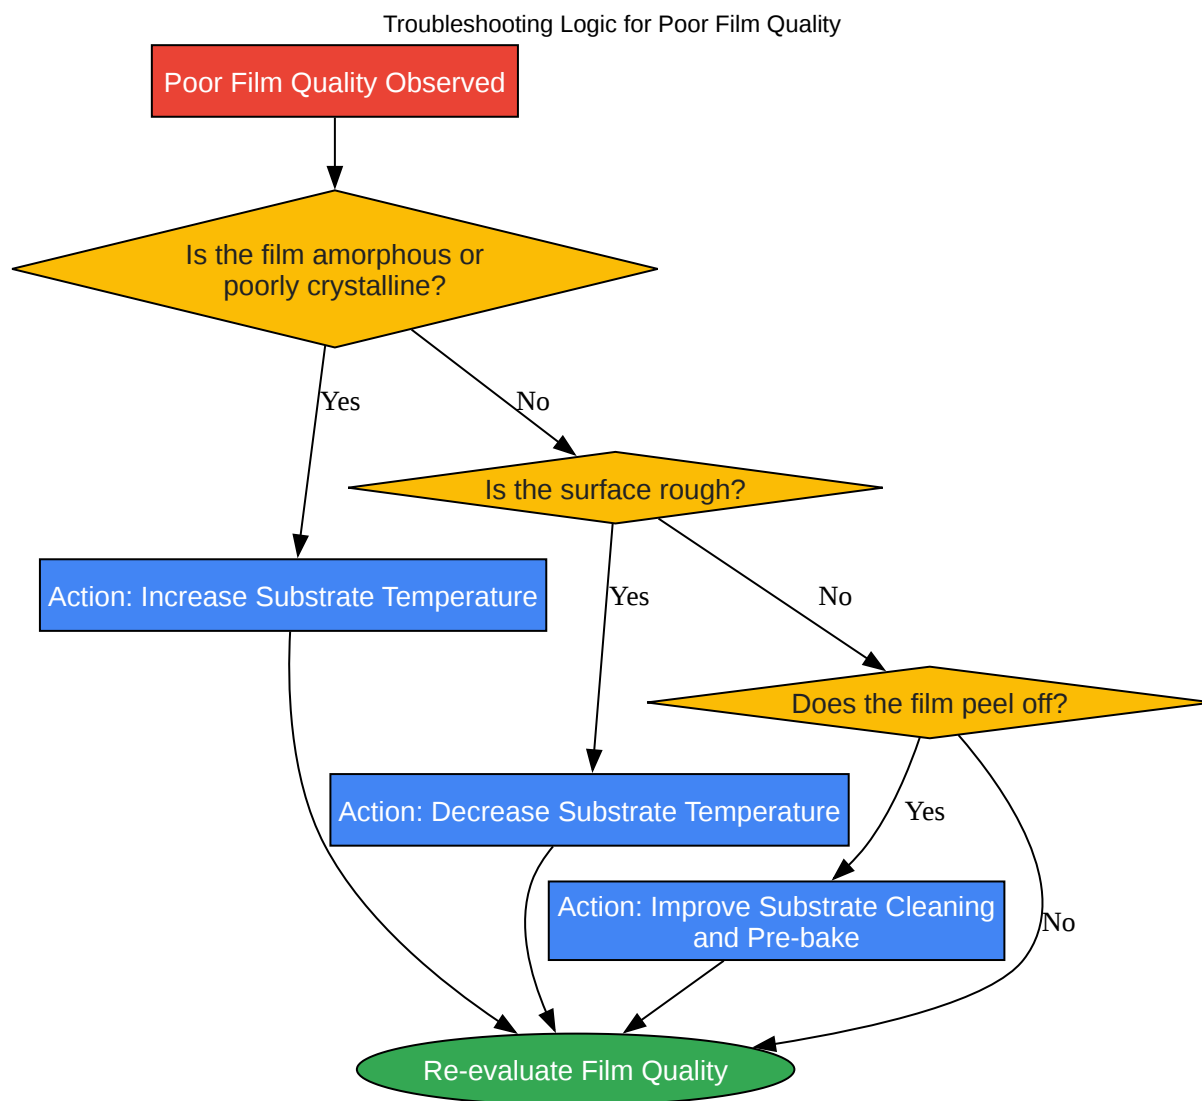 Troubleshooting Logic for Poor Film Quality
Poor Film Quality Observed
Is the film amorphous or
poorly crystalline?
Yes
No
Is the surface rough?
Action: Increase Substrate Temperature
Yes
No
Does the film peel off?
Action: Decrease Substrate Temperature
Yes
Action: Improve Substrate Cleaning
and Pre-bake
No
Re-evaluate Film Quality